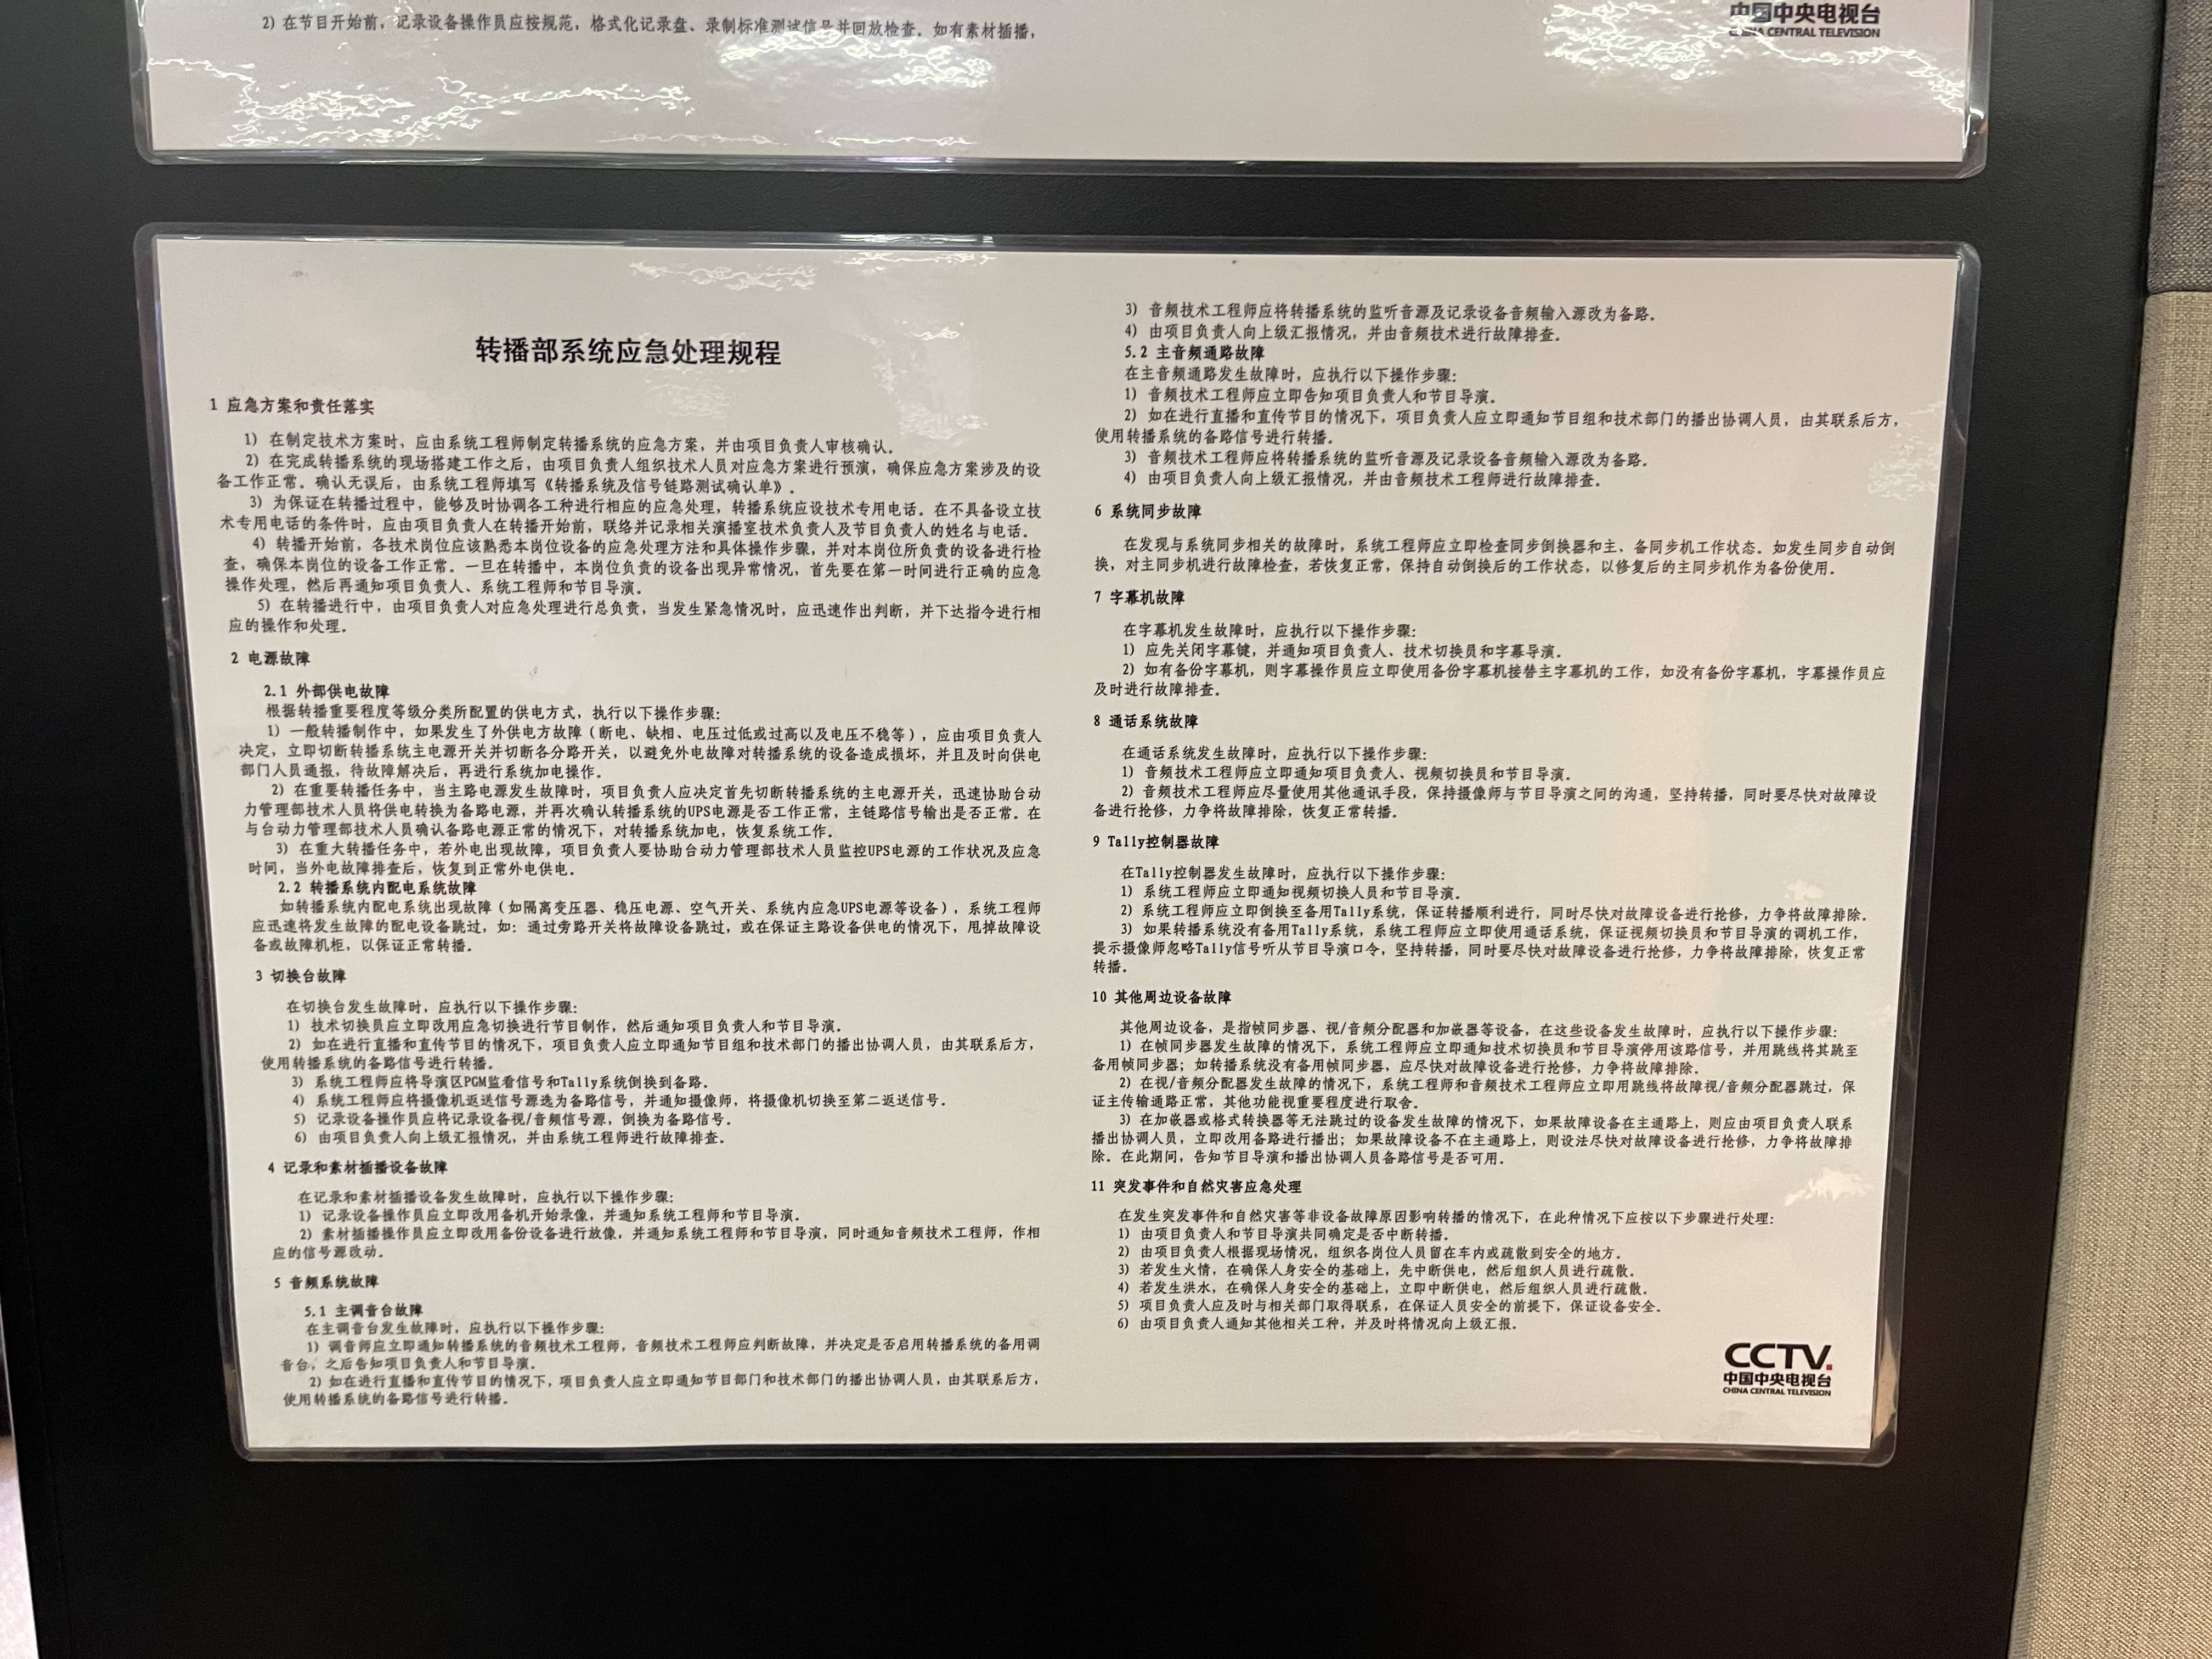 2) 在节目开始前，记录设备操作员应按规范，格式化记录盘、录制标准测试信号并回放检查。如有素材插播，
中国中央电视台
CHINA CENTRAL TELEVISION
转播部系统应急处理规程
1 应急方案和责任落实
1) 在制定技术方案时，应由系统工程师制定转播系统的应急方案，并由项目负责人审核确认。
2) 在完成转播系统的现场搭建工作之后，由项目负责人组织技术人员对应急方案进行预演，确保应急方案涉及的设
备工作正常。确认无误后，由系统工程师填写《转播系统及信号链路测试确认单》。
3) 为保证在转播过程中，能够及时协调各工种进行相应的应急处理，转播系统应设技术专用电话。在不具备设立技
术专用电话的条件时，应由项目负责人在转播开始前，联络并记录相关演播室技术负责人及节目负责人的姓名与电话。
4) 转播开始前，各技术岗位应该熟悉本岗位设备的应急处理方法和具体操作步骤，并对本岗位所负责的设备进行检
查，确保本岗位的设备工作正常。一旦在转播中，本岗位负责的设备出现异常情况，首先要在第一时间进行正确的应急
操作处理，然后再通知项目负责人、系统工程师和节目导演。
5) 在转播进行中，由项目负责人对应急处理进行总负责，当发生紧急情况时，应迅速作出判断，并下达指令进行相
应的操作和处理。
2 电源故障
2.1 外部供电故障
根据转播重要程度等级分类所配置的供电方式，执行以下操作步骤：
1) 一般转播制作中，如果发生了外供电方故障（断电、缺相、电压过低或过高以及电压不稳等），应由项目负责人
决定，立即切断转播系统主电源开关并切断各分路开关，以避免外电故障对转播系统的设备造成损坏，并且及时向供电
部门人员通报，待故障解决后，再进行系统加电操作。
2) 在重要转播任务中，当主路电源发生故障时，项目负责人应决定首先切断转播系统的主电源开关，迅速协助台动
力管理部技术人员将供电转换为备路电源，并再次确认转播系统的UPS电源是否工作正常，主链路信号输出是否正常。在
与台动力管理部技术人员确认备路电源正常的情况下，对转播系统加电，恢复系统工作。
3) 在重大转播任务中，若外电出现故障，项目负责人要协助台动力管理部技术人员监控UPS电源的工作状况及应急
时间，当外电故障排查后，恢复到正常外电供电。
2.2 转播系统内配电系统故障
如转播系统内配电系统出现故障（如隔离变压器、稳压电源、空气开关、系统内应急UPS电源等设备），系统工程师
应迅速将发生故障的配电设备跳过，如：通过旁路开关将故障设备跳过，或在保证主路设备供电的情况下，甩掉故障设
备或故障机柜，以保证正常转播。
3 切换台故障
在切换台发生故障时，应执行以下操作步骤：
1) 技术切换员应立即改用应急切换进行节目制作，然后通知项目负责人和节目导演。
2) 如在进行直播和直传节目的情况下，项目负责人应立即通知节目组和技术部门的播出协调人员，由其联系后方，
使用转播系统的备路信号进行转播。
3) 系统工程师应将导演区PGM监看信号和Tally系统倒换到备路。
4) 系统工程师应将摄像机返送信号源选为备路信号，并通知摄像师，将摄像机切换至第二返送信号。
5) 记录设备操作员应将记录设备视/音频信号源，倒换为备路信号。
6) 由项目负责人向上级汇报情况，并由系统工程师进行故障排查。
4 记录和素材插播设备故障
在记录和素材插播设备发生故障时，应执行以下操作步骤：
1) 记录设备操作员应立即改用备机开始录像，并通知系统工程师和节目导演。
2) 素材插播操作员应立即改用备份设备进行放像，并通知系统工程师和节目导演，同时通知音频技术工程师，作相
应的信号源改动。
5 音频系统故障
5.1 主调音台故障
在主调音台发生故障时，应执行以下操作步骤：
1) 调音师应立即通知转播系统的音频技术工程师，音频技术工程师应判断故障，并决定是否启用转播系统的备用调
音台，之后告知项目负责人和节目导演。
2) 如在进行直播和直传节目的情况下，项目负责人应立即通知节目部门和技术部门的播出协调人员，由其联系后方，
使用转播系统的备路信号进行转播。
3) 音频技术工程师应将转播系统的监听音源及记录设备音频输入源改为备路。
4) 由项目负责人向上级汇报情况，并由音频技术进行故障排查。
5.2 主音频通路故障
在主音频通路发生故障时，应执行以下操作步骤：
1) 音频技术工程师应立即告知项目负责人和节目导演。
2) 如在进行直播和直传节目的情况下，项目负责人应立即通知节目组和技术部门的播出协调人员，由其联系后方，
使用转播系统的备路信号进行转播。
3) 音频技术工程师应将转播系统的监听音源及记录设备音频输入源改为备路。
4) 由项目负责人向上级汇报情况，并由音频技术工程师进行故障排查。
6 系统同步故障
在发现与系统同步相关的故障时，系统工程师应立即检查同步倒换器和主、备同步机工作状态。如发生同步自动倒
换，对主同步机进行故障检查，若恢复正常，保持自动倒换后的工作状态，以修复后的主同步机作为备份使用。
7 字幕机故障
在字幕机发生故障时，应执行以下操作步骤：
1) 应先关闭字幕键，并通知项目负责人、技术切换员和字幕导演。
2) 如有备份字幕机，则字幕操作员应立即使用备份字幕机接替主字幕机的工作，如没有备份字幕机，字幕操作员应
及时进行故障排查。
8 通话系统故障
在通话系统发生故障时，应执行以下操作步骤：
1) 音频技术工程师应立即通知项目负责人、视频切换员和节目导演。
2) 音频技术工程师应尽量使用其他通讯手段，保持摄像师与节目导演之间的沟通，坚持转播，同时要尽快对故障设
备进行抢修，力争将故障排除，恢复正常转播。
9 Tally控制器故障
在Tally控制器发生故障时，应执行以下操作步骤：
1) 系统工程师应立即通知视频切换人员和节目导演。
2) 系统工程师应立即倒换至备用Tally系统，保证转播顺利进行，同时尽快对故障设备进行抢修，力争将故障排除。
3) 如果转播系统没有备用Tally系统，系统工程师应立即使用通话系统，保证视频切换员和节目导演的调机工作，
提示摄像师忽略Tally信号听从节目导演口令，坚持转播，同时要尽快对故障设备进行抢修，力争将故障排除，恢复正常
转播。
10 其他周边设备故障
其他周边设备，是指帧同步器、视/音频分配器和加嵌器等设备，在这些设备发生故障时，应执行以下操作步骤：
1) 在帧同步器发生故障的情况下，系统工程师应立即通知技术切换员和节目导演停用该路信号，并用跳线将其跳至
备用帧同步器；如转播系统没有备用帧同步器，应尽快对故障设备进行抢修，力争将故障排除。
2) 在视/音频分配器发生故障的情况下，系统工程师和音频技术工程师应立即用跳线将故障视/音频分配器跳过，保
证主传输通路正常，其他功能视重要程度进行取舍。
3) 在加嵌器或格式转换器等无法跳过的设备发生故障的情况下，如果故障设备在主通路上，则应由项目负责人联系
播出协调人员，立即改用备路进行播出；如果故障设备不在主通路上，则设法尽快对故障设备进行抢修，力争将故障排
除。在此期间，告知节目导演和播出协调人员备路信号是否可用。
11 突发事件和自然灾害应急处理
在发生突发事件和自然灾害等非设备故障原因影响转播的情况下，在此种情况下应按以下步骤进行处理：
1) 由项目负责人和节目导演共同确定是否中断转播。
2) 由项目负责人根据现场情况，组织各岗位人员留在车内或疏散到安全的地方。
3) 若发生火情，在确保人身安全的基础上，先中断供电，然后组织人员进行疏散。
4) 若发生洪水，在确保人身安全的基础上，立即中断供电，然后组织人员进行疏散。
5) 项目负责人应及时与相关部门取得联系，在保证人员安全的前提下，保证设备安全。
6) 由项目负责人通知其他相关工种，并及时将情况向上级汇报。
CCTV.
中国中央电视台
CHINA CENTRAL TELEVISION